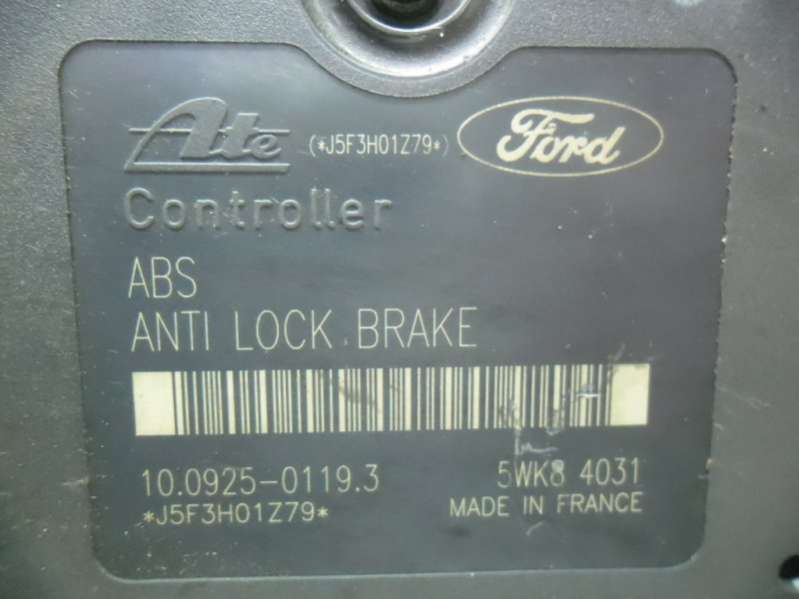 Ate (*J5F3H01Z79*) Ford
Controller
ABS
ANTI LOCK BRAKE
10.0925-0119.3 5WK8 4031
*J5F3H01Z79* MADE IN FRANCE